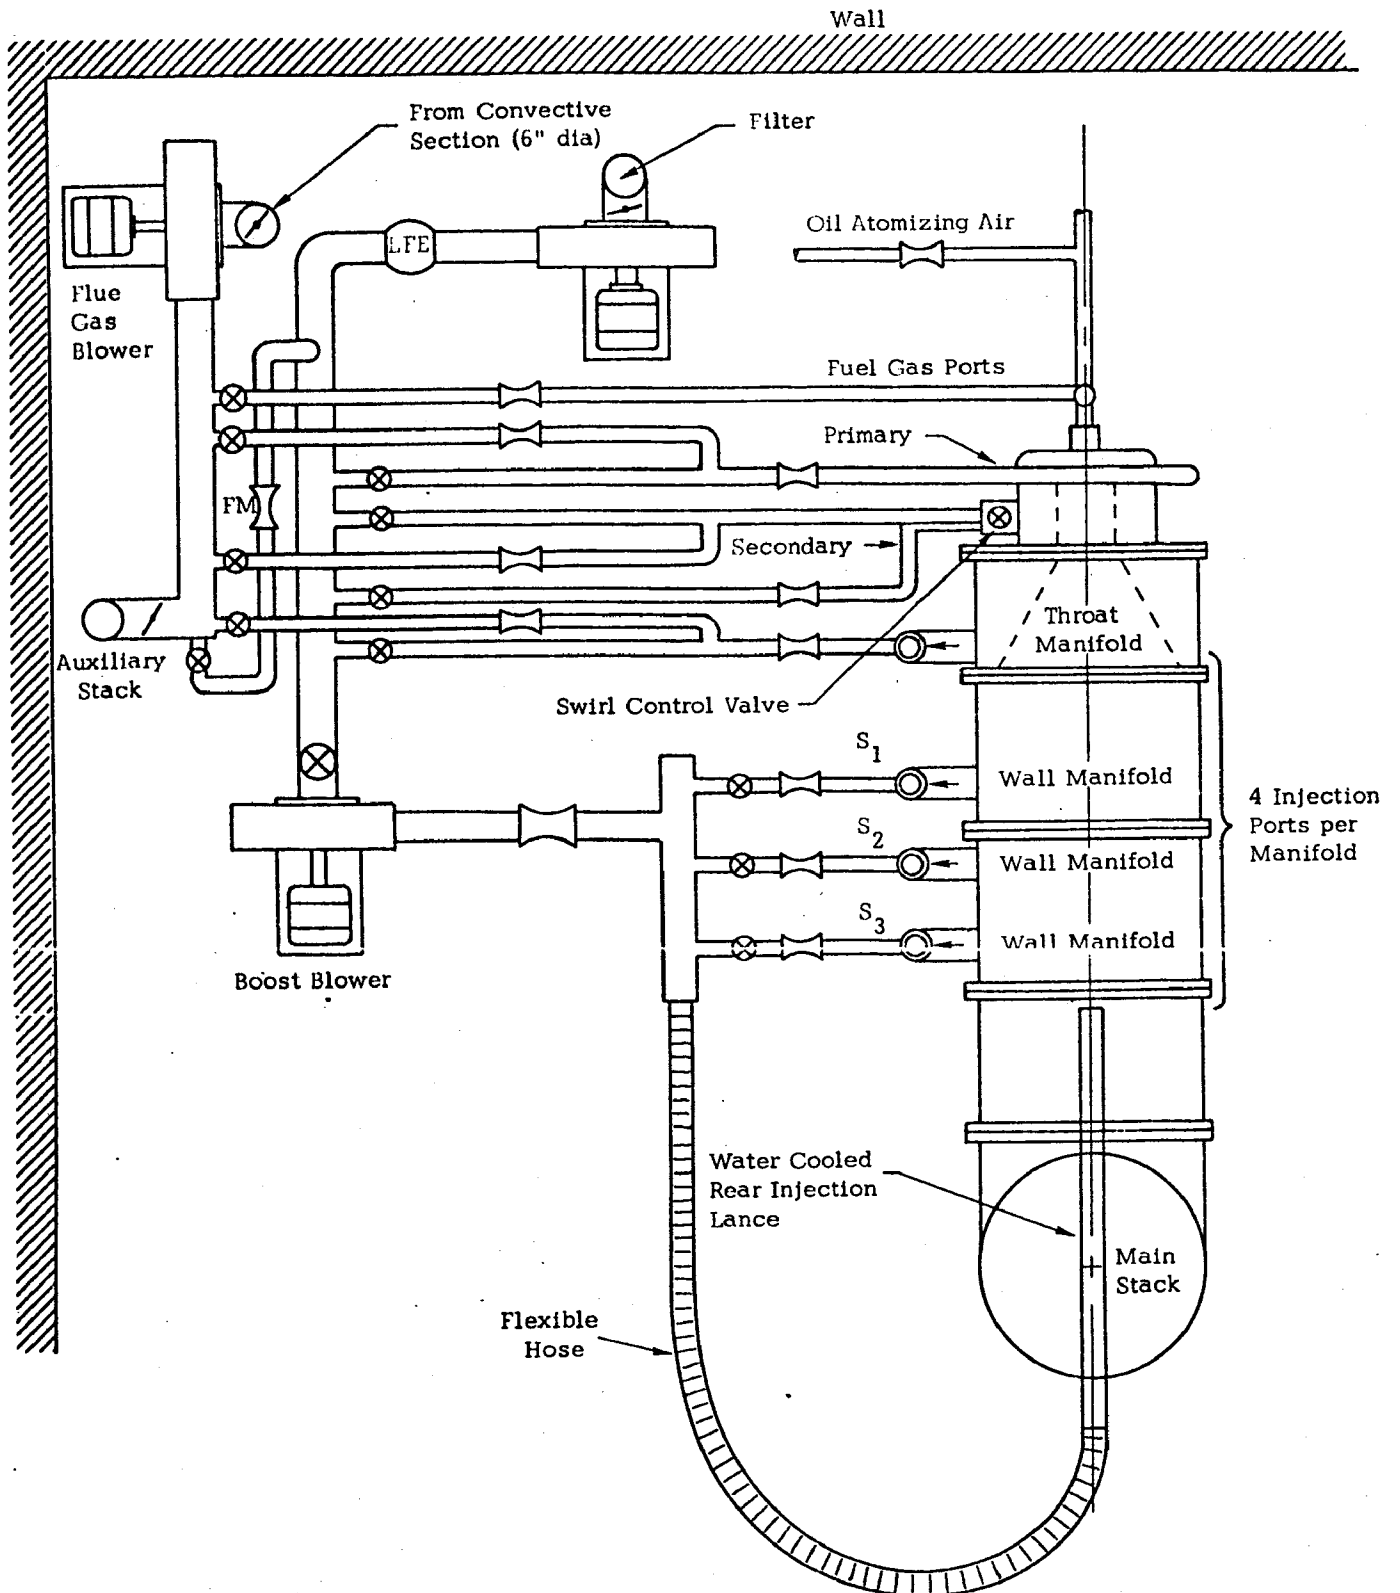 Wall
From Convective
Section (6" dia)
Filter
Oil Atomizing Air
LFE
Flue
Gas
Blower
Fuel Gas Ports
Primary
FM
Secondary
Throat
Manifold
Auxiliary
Stack
Swirl Control Valve
S1
Wall Manifold
4 Injection
Ports per
Manifold
S2
Wall Manifold
S3
Wall Manifold
Boost Blower
Water Cooled
Rear Injection
Lance
Main
Stack
Flexible
Hose